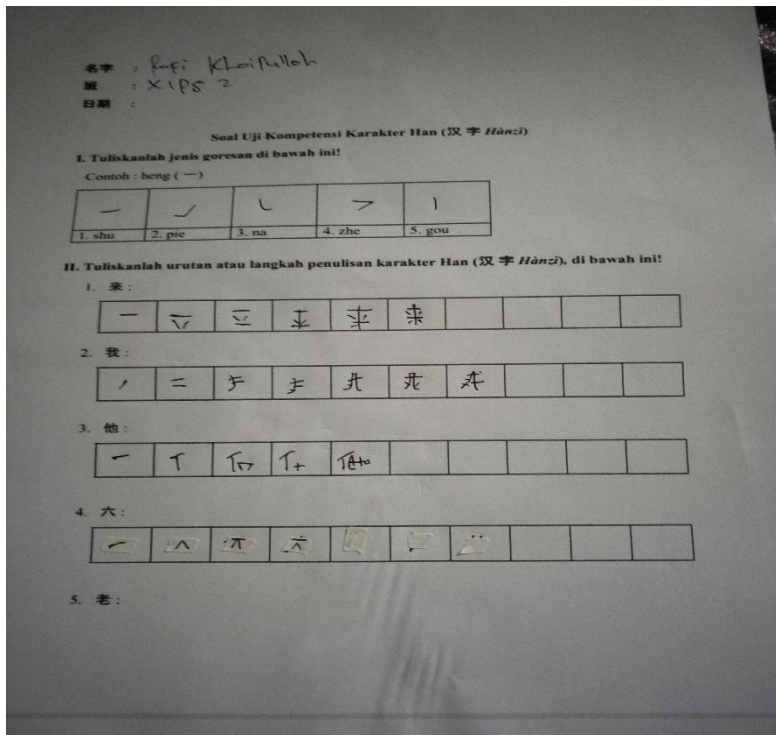 名字 : Rafi Khoirulloh
班 : X IPS 2
日期 :
Soal Uji Kompetensi Karakter Han (汉 字 Hànzì)
I. Tuliskanlah jenis goresan di bawah ini!
Contoh : heng ( 一 )
1. shu 2. pie 3. na 4. zhe 5. gou
II. Tuliskanlah urutan atau langkah penulisan karakter Han (汉 字 Hànzì), di bawah ini!
1. 来 :
2. 我 :
3. 他 :
4. 六 :
5. 老 :